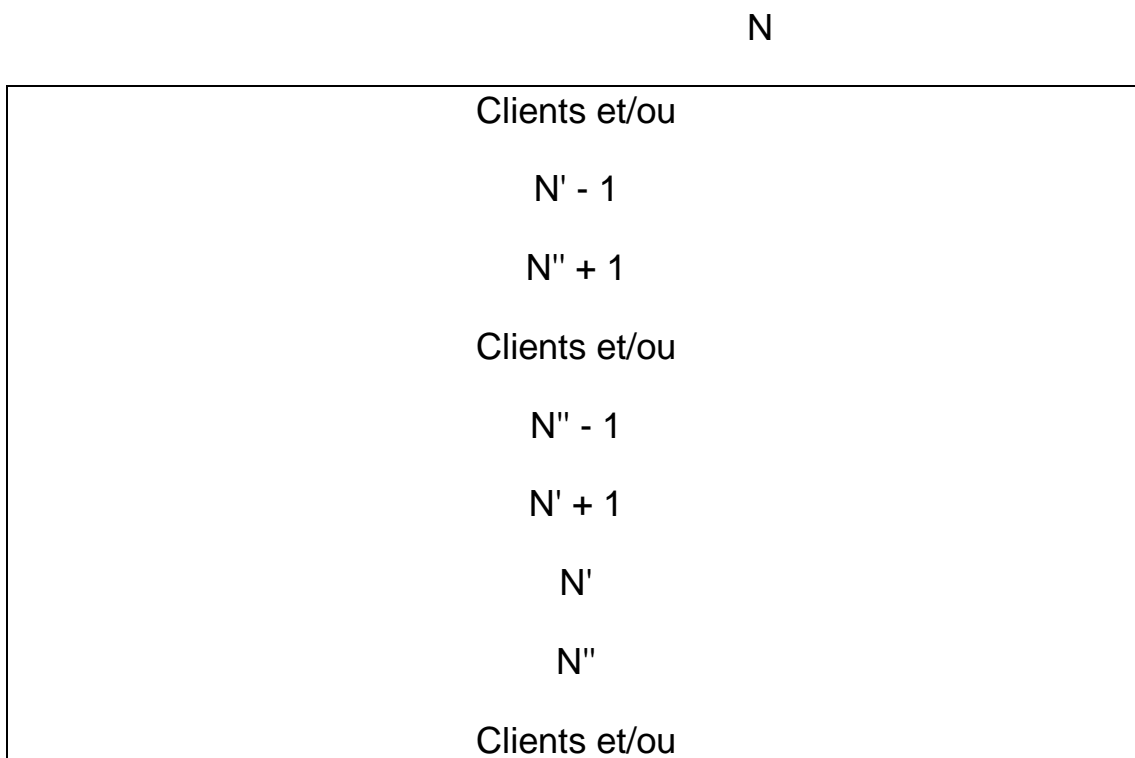 N
Clients et/ou
N' - 1
N'' + 1
Clients et/ou
N'' - 1
N' + 1
N'
N''
Clients et/ou